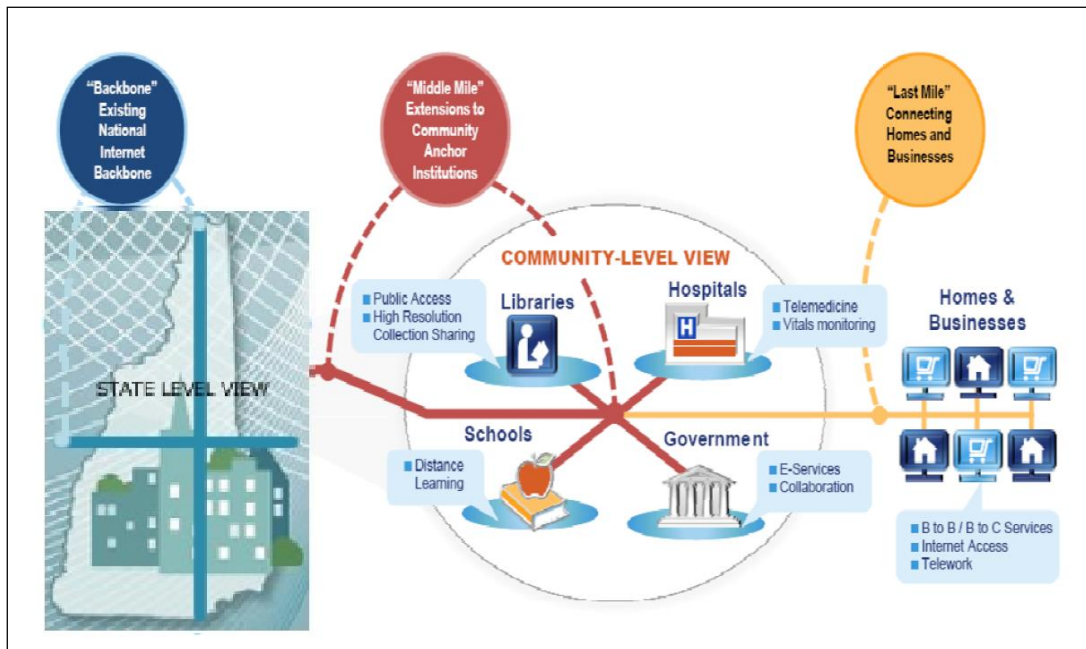 “Backbone”
Existing
National
Internet
Backbone
“Middle Mile”
Extensions to
Community
Anchor
Institutions
“Last Mile”
Connecting
Homes and
Businesses
STATE LEVEL VIEW
COMMUNITY-LEVEL VIEW
Public Access
High Resolution
Collection Sharing
Libraries
Hospitals
H
Telemedicine
Vitals monitoring
Schools
Distance
Learning
Government
E-Services
Collaboration
Homes &
Businesses
B to B / B to C Services
Internet Access
Telework